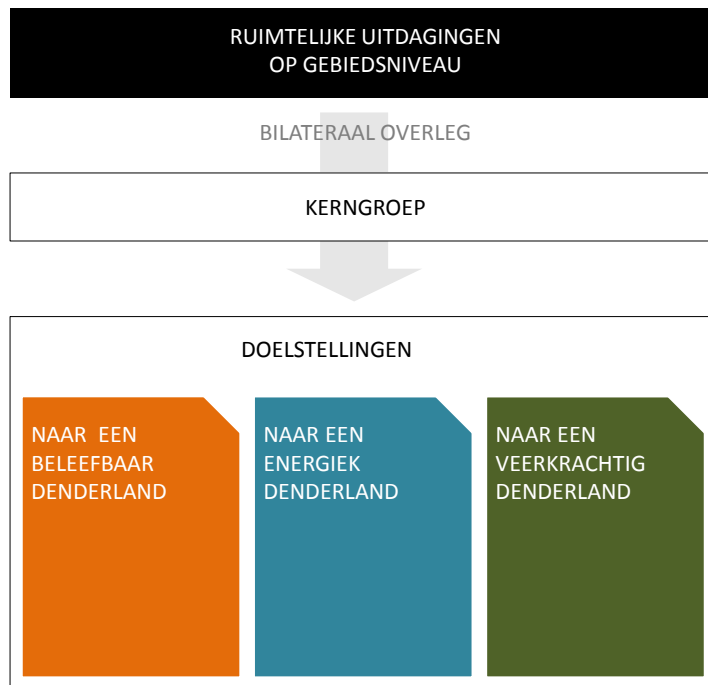 RUIMTELIJKE UITDAGINGEN
OP GEBIEDSNIVEAU
BILATERAAL OVERLEG
KERNGROEP
DOELSTELLINGEN
NAAR EEN
BELEEFBAAR
DENDERLAND
NAAR EEN
ENERGIEK
DENDERLAND
NAAR EEN
VEERKRACHTIG
DENDERLAND